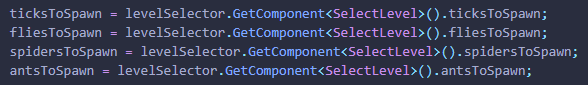 ticksToSpawn = levelSelector.GetComponent<SelectLevel>().ticksToSpawn;
fliesToSpawn = levelSelector.GetComponent<SelectLevel>().fliesToSpawn;
spidersToSpawn = levelSelector.GetComponent<SelectLevel>().spidersToSpawn;
antsToSpawn = levelSelector.GetComponent<SelectLevel>().antsToSpawn;